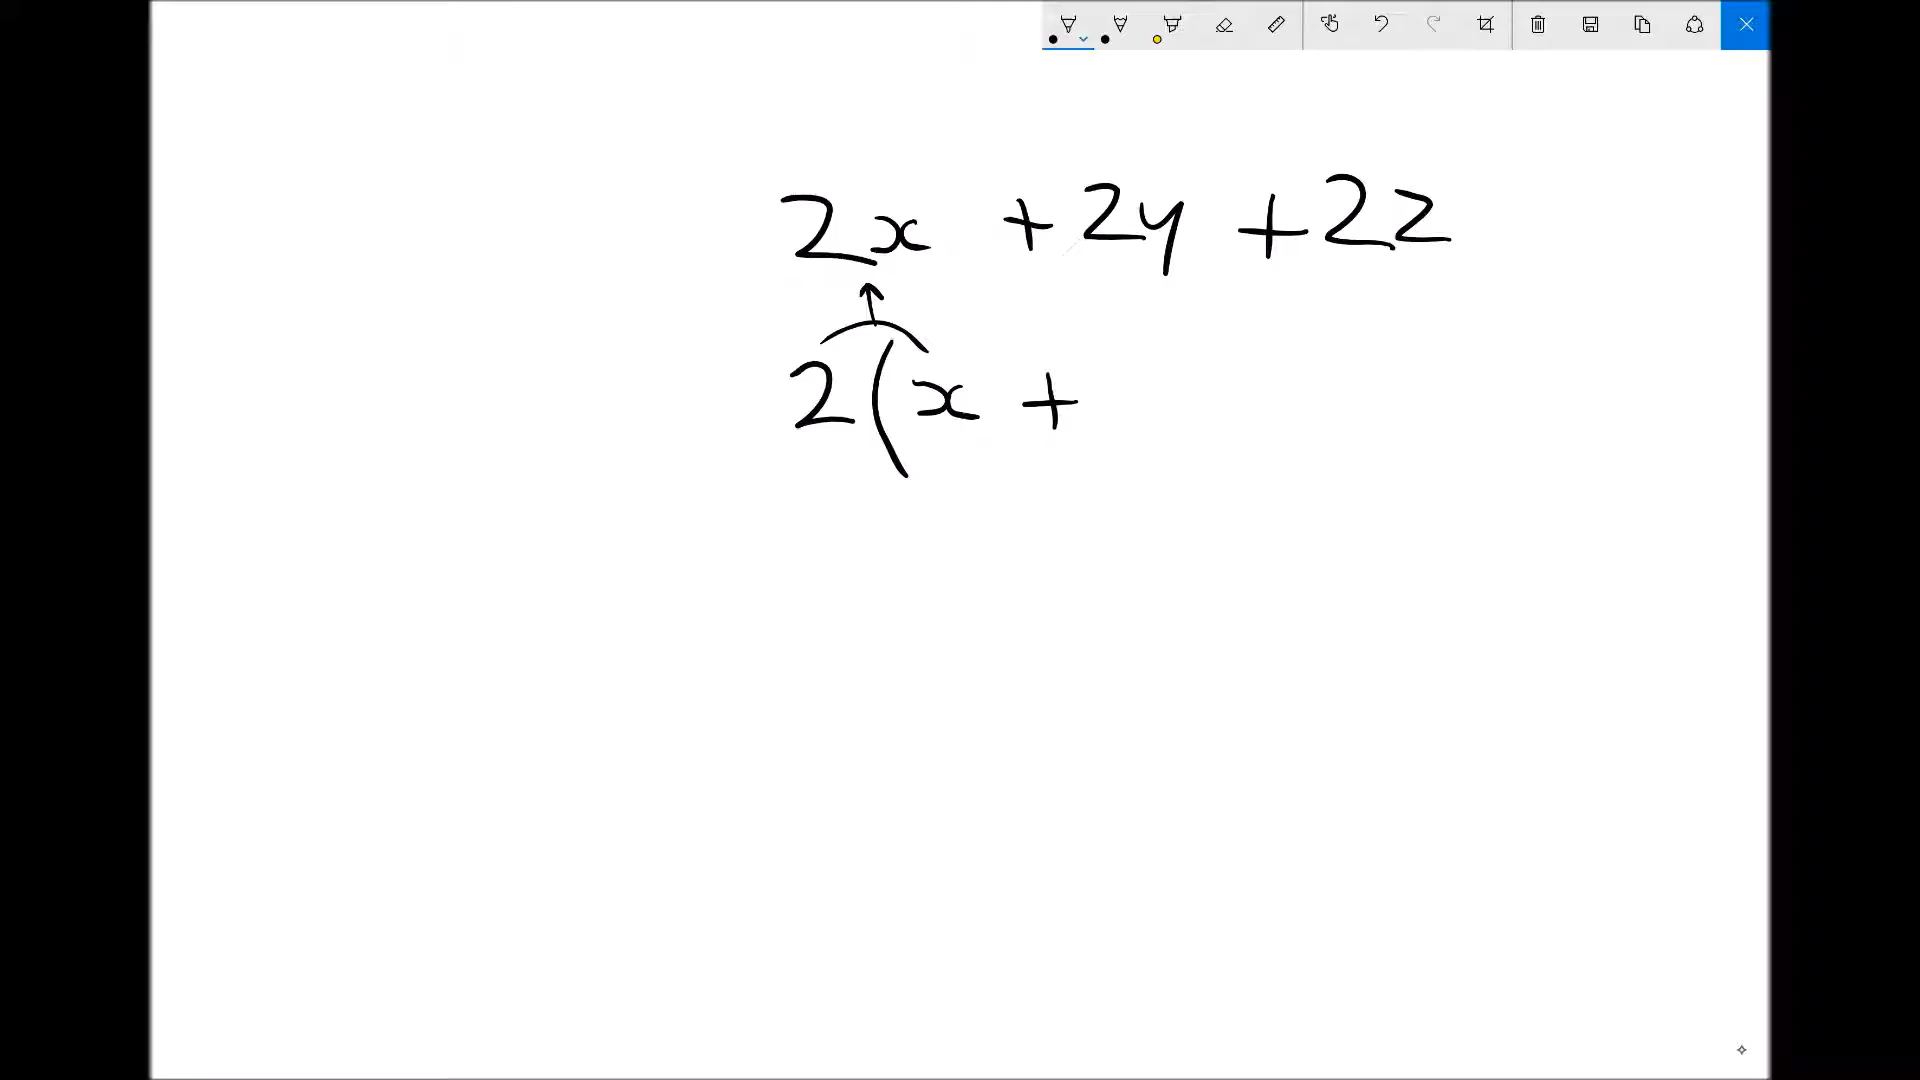 2x + 2y + 2z
2(x +